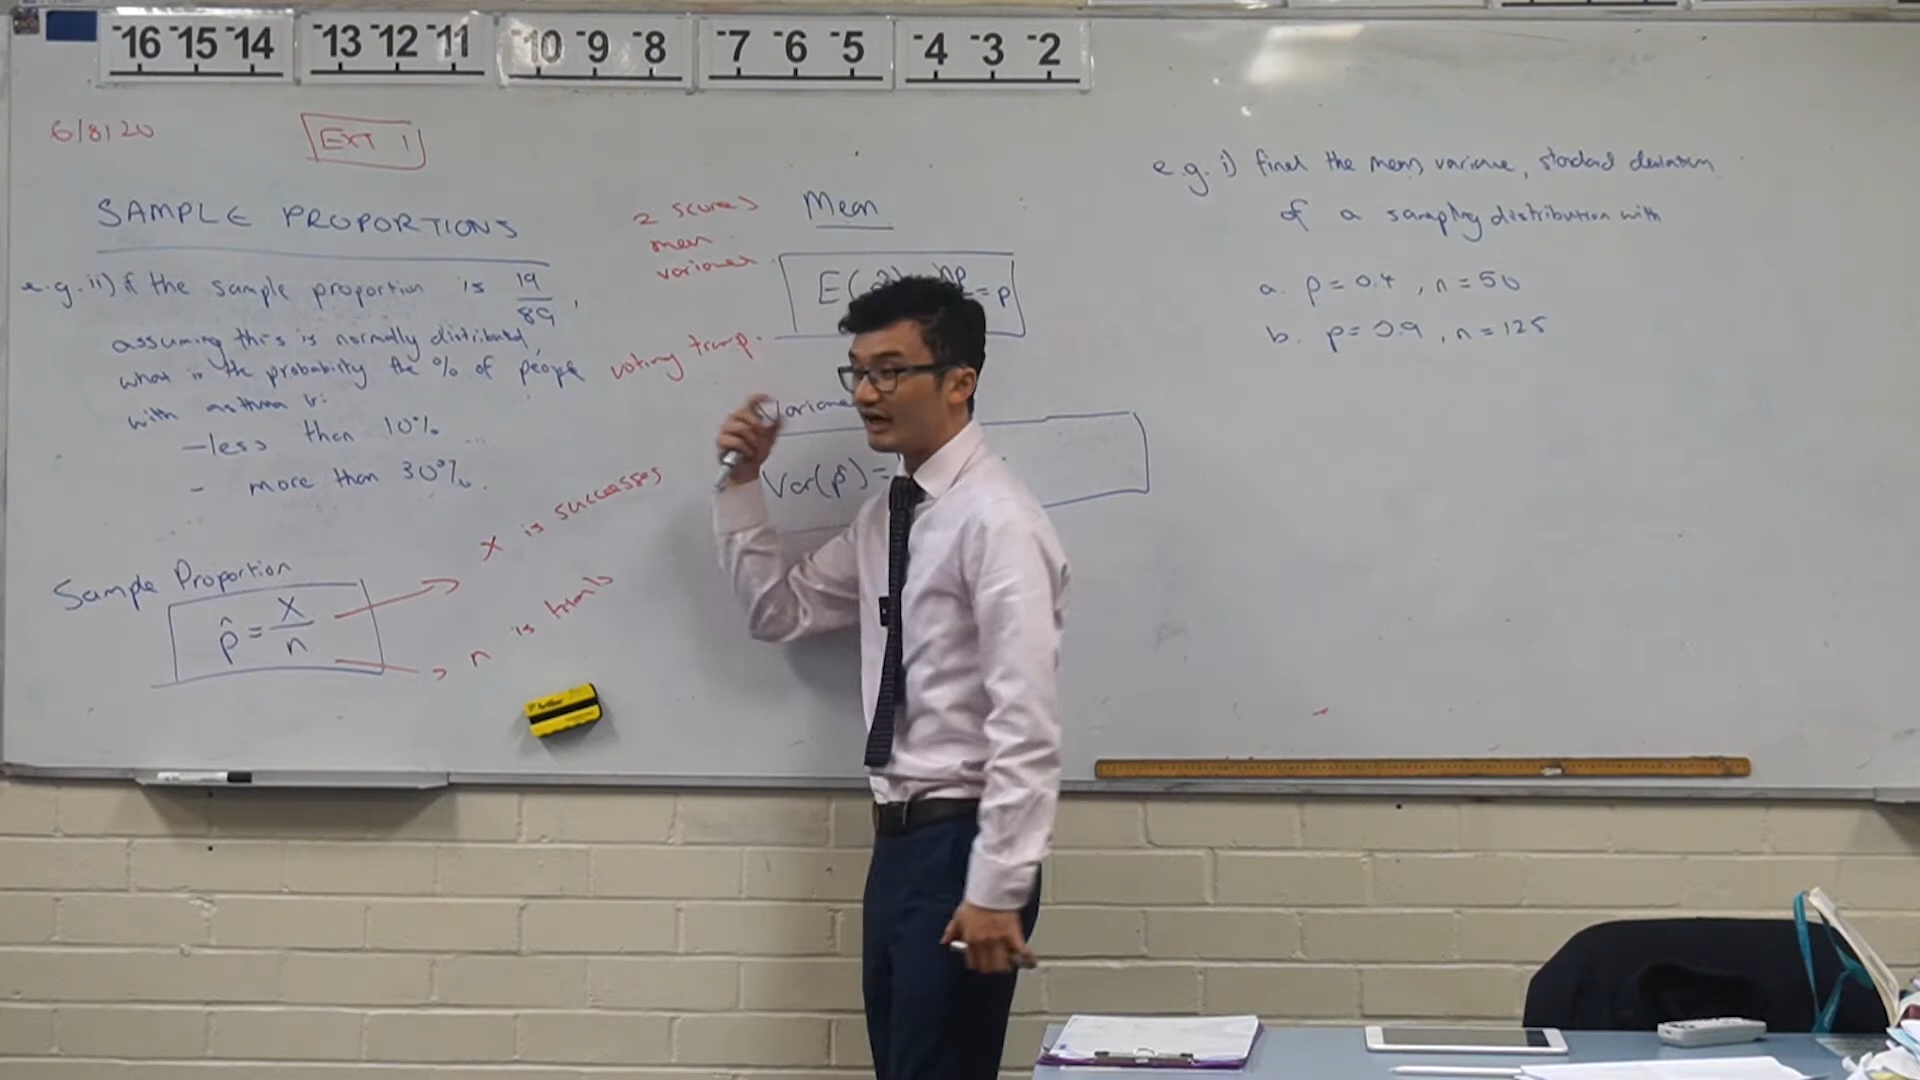 -16 -15 -14 -13 -12 -11 -10 -9 -8 -7 -6 -5 -4 -3 -2
6/8/20
EXT 1
SAMPLE PROPORTIONS
e.g. ii) if the sample proportion is 19/89,
assuming this is normally distributed,
what is the probability the % of people
with asthma is:
- less than 10%
- more than 30%.
Sample Proportion
p̂ = X/n
X is successes
n is trials
2 scores
mean
variance
voting trump.
Mean
E( np = p
Variance
Var(p̂) =
e.g. i) find the mean, variance, standard deviation
of a sampling distribution with
a. p = 0.4, n = 50
b. p = 0.9, n = 125